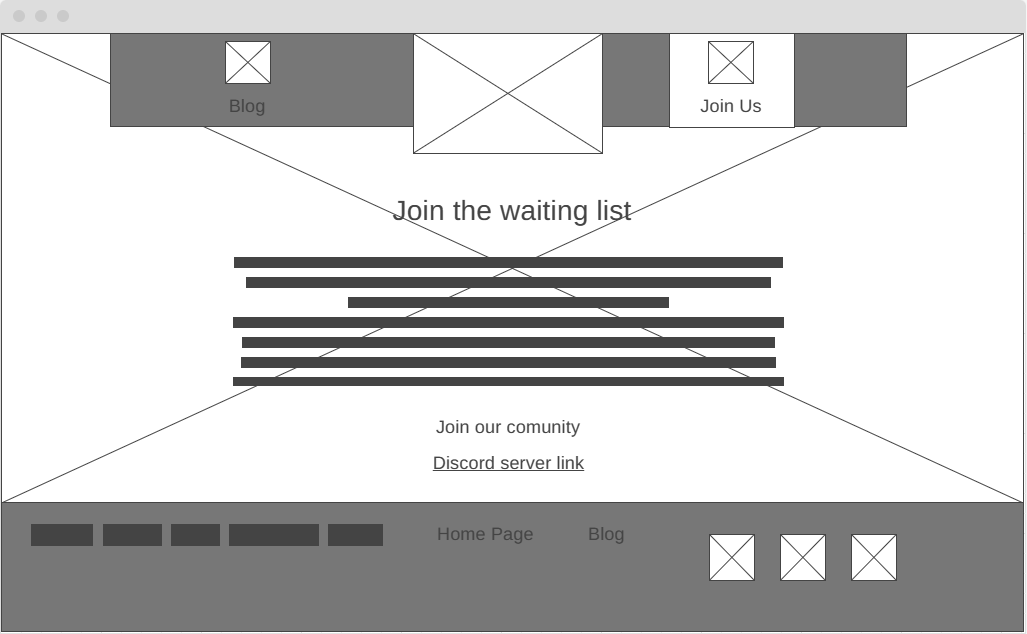 Blog
Join Us
Join the waiting list
Join our comunity
Discord server link
Home Page Blog